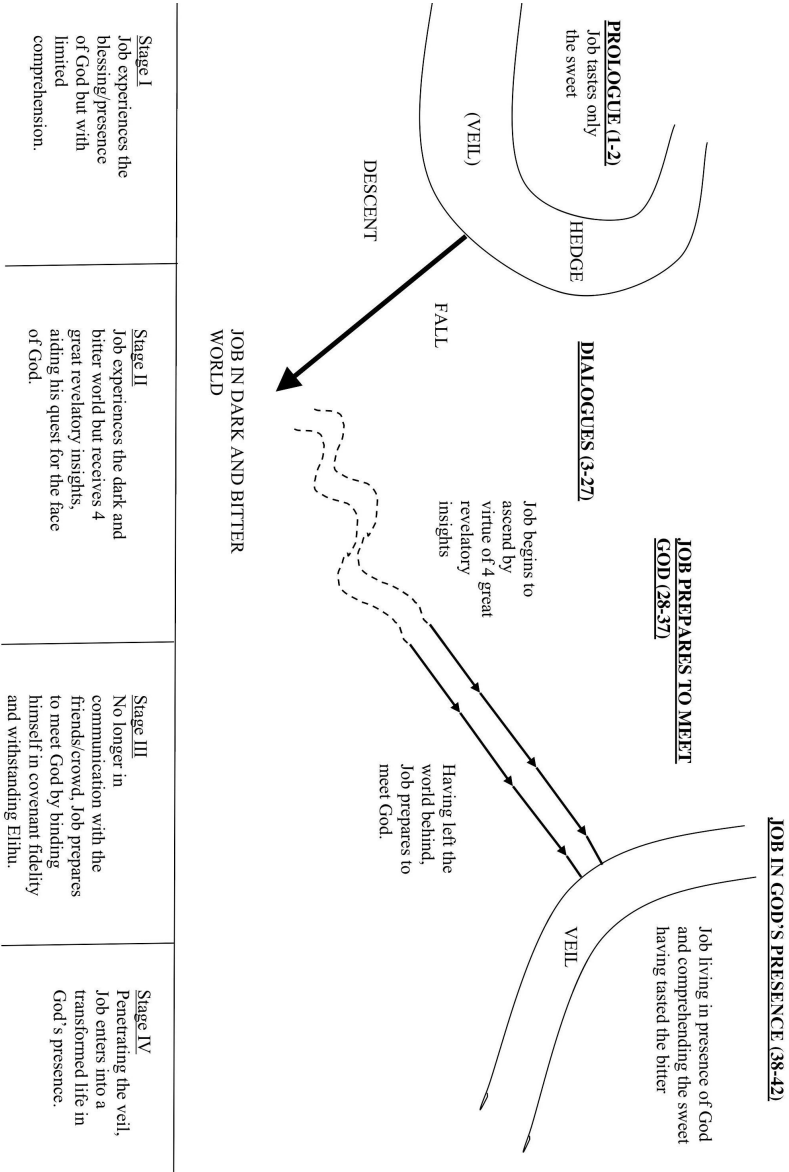 PROLOGUE (1-2)
Job tastes only
the sweet
(VEIL)
HEDGE
DESCENT
FALL
DIALOGUES (3-27)
Job begins to
ascend by
virtue of 4 great
revelatory
insights
JOB IN DARK AND BITTER
WORLD
JOB PREPARES TO MEET
GOD (28-37)
Having left the
world behind,
Job prepares to
meet God.
JOB IN GOD'S PRESENCE (38-42)
Job living in presence of God
and comprehending the sweet
having tasted the bitter
VEIL
Stage I
Job experiences the
blessing/presence
of God but with
limited
comprehension.
Stage II
Job experiences the dark and
bitter world but receives 4
great revelatory insights,
aiding his quest for the face
of God.
Stage III
No longer in
communication with the
friends/crowd, Job prepares
to meet God by binding
himself in covenant fidelity
and withstanding Elihu.
Stage IV
Penetrating the veil,
Job enters into a
transformed life in
God's presence.